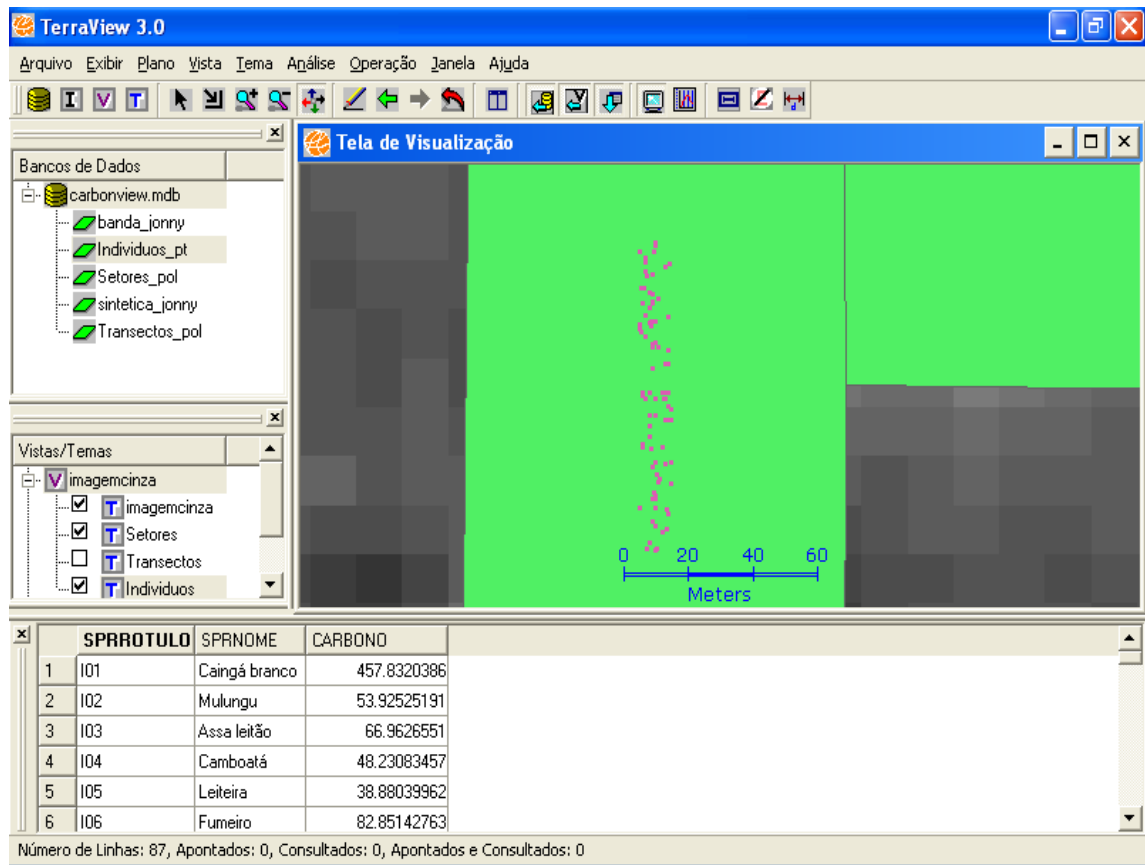 TerraView 3.0
Arquivo Exibir Plano Vista Tema Análise Operação Janela Ajuda
I V T
Bancos de Dados
carbonview.mdb
banda_jonny
Individuos_pt
Setores_pol
sintetica_jonny
Transectos_pol
Vistas/Temas
V imagemcinza
T imagemcinza
T Setores
T Transectos
T Individuos
Tela de Visualização
0 20 40 60
Meters
SPRROTULO SPRNOME CARBONO
1 I01 Caingá branco 457.8320386
2 I02 Mulungu 53.92525191
3 I03 Assa leitão 66.9626551
4 I04 Camboatá 48.23083457
5 I05 Leiteira 38.88039962
6 I06 Fumeiro 82.85142763
Número de Linhas: 87, Apontados: 0, Consultados: 0, Apontados e Consultados: 0